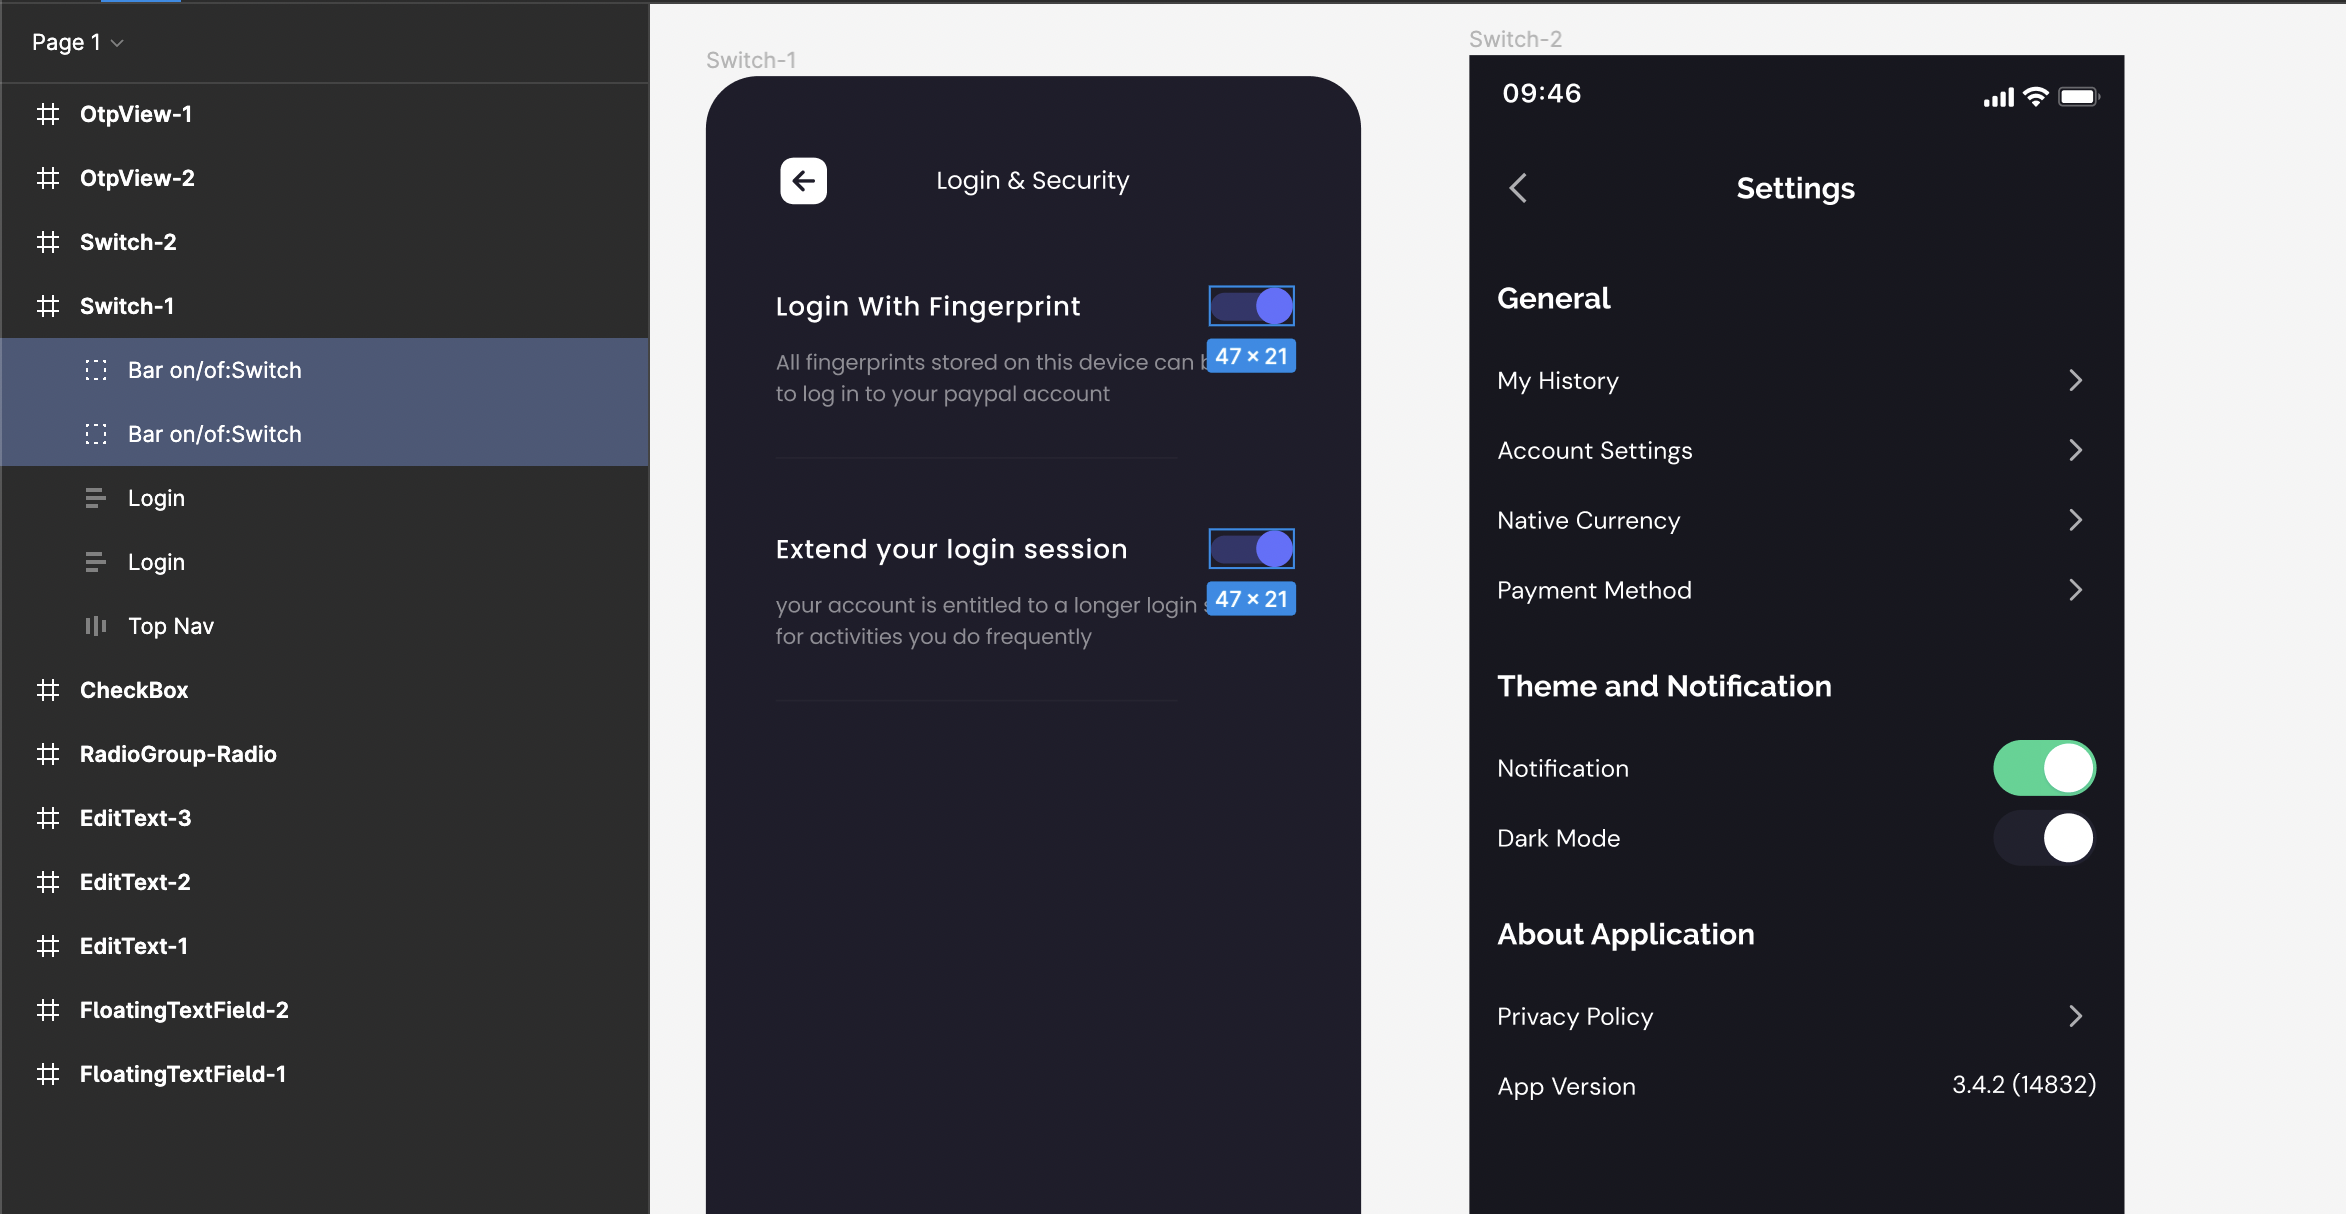 Page 1
OtpView-1
OtpView-2
Switch-2
Switch-1
Bar on/of:Switch
Bar on/of:Switch
Login
Login
Top Nav
CheckBox
RadioGroup-Radio
EditText-3
EditText-2
EditText-1
FloatingTextField-2
FloatingTextField-1
Switch-1
Login & Security
Login With Fingerprint
47 × 21
All fingerprints stored on this device can
to log in to your paypal account
Extend your login session
47 × 21
your account is entitled to a longer login
for activities you do frequently
Switch-2
09:46
Settings
General
My History
Account Settings
Native Currency
Payment Method
Theme and Notification
Notification
Dark Mode
About Application
Privacy Policy
App Version
3.4.2 (14832)